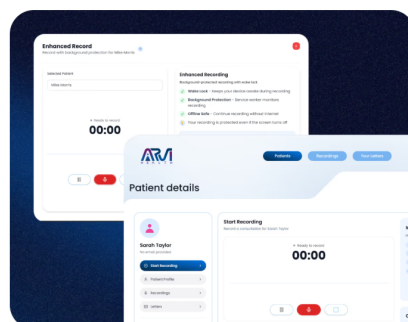 Enhanced Record
Record with background protection for Mike Morris
Selected Patient
Mike Morris
Ready to record
00:00
Enhanced Recording
Background-protected recording with wake lock
Wake Lock - Keeps your device awake during recording
Background Protection - Service worker monitors
recording
Offline Safe - Continue recording without internet
Your recording is protected even if the screen turns off
ARVI
HEALTH
Patients
Recordings
Your Letters
Patient details
Sarah Taylor
No email provided
Start Recording
Patient Profile
Recordings
Letters
Start Recording
Record a consultation for Sarah Taylor
Ready to record
00:00